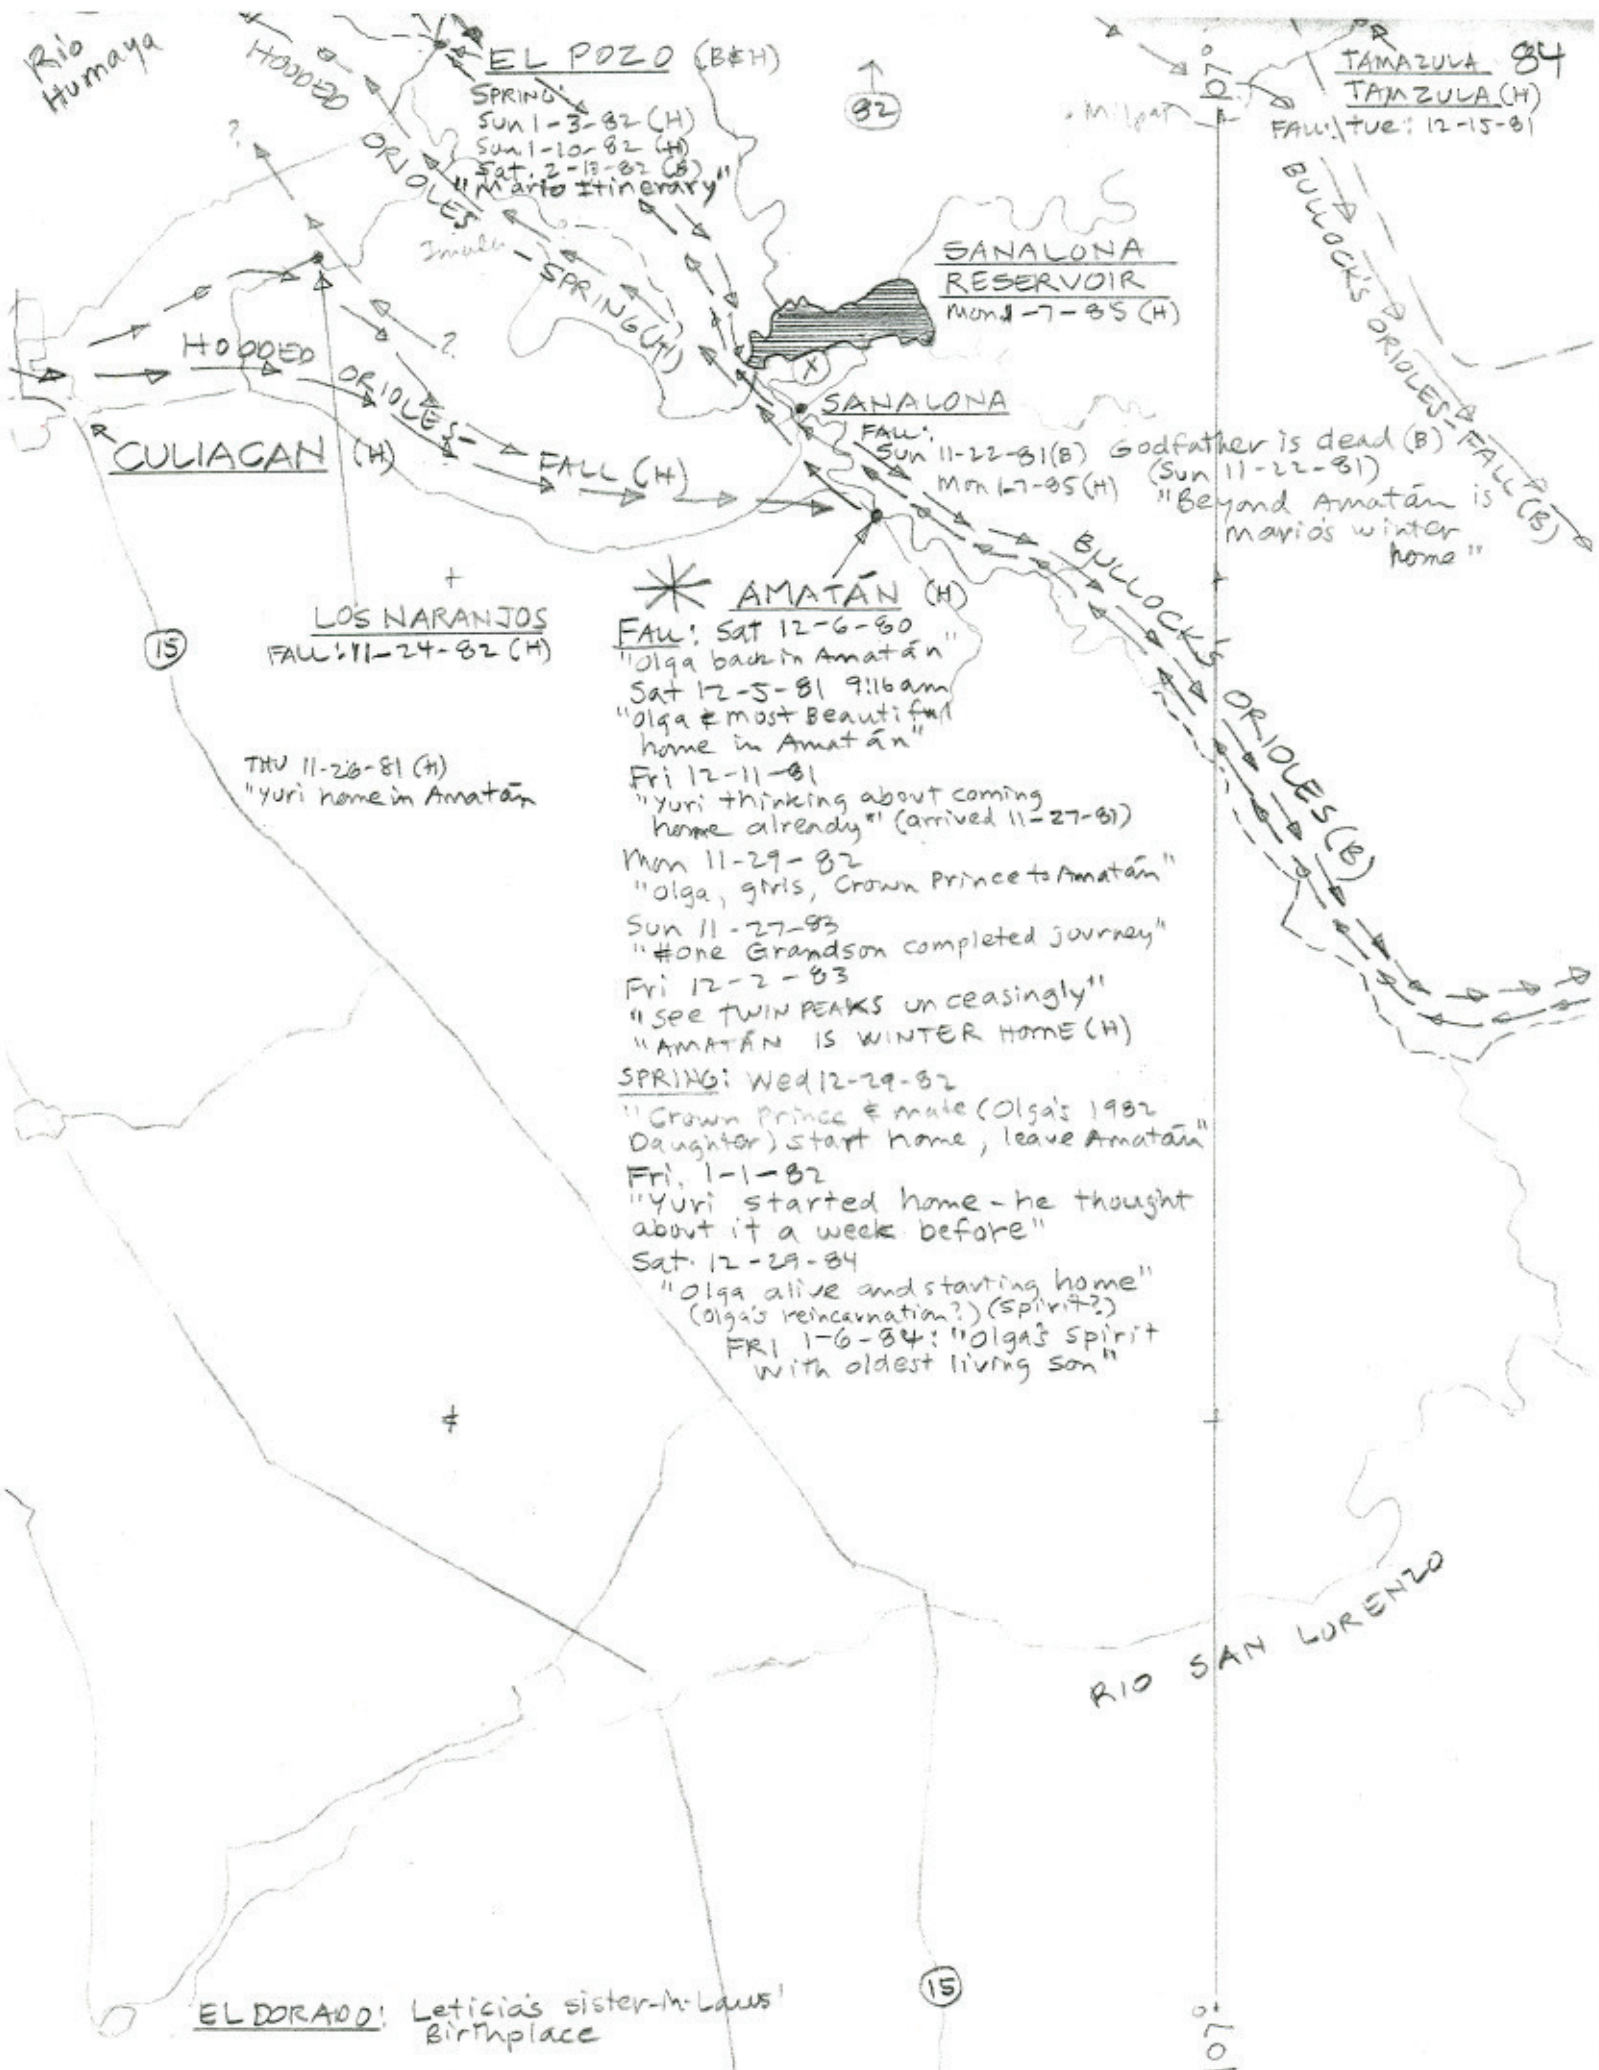 Río
Humaya
HOODED
ORIOLES
- SPRING (H)
EL POZO (B&H)
SPRING:
Sun 1-3-82 (H)
Sun 1-10-82 (H)
Sat. 2-13-82 (B)
"Mario Itinerary"
82
107°
TAMAZULA 84
TAMZULA (H)
FALL: Tue: 12-15-81
BULLOCK'S ORIOLES - FALL (B)
?
?
SANALONA
RESERVOIR
Mon 1-7-85 (H)
X
HOODED
ORIOLES -
FALL (H)
CULIACAN (H)
SANALONA
FALL:
Sun 11-22-81 (B) Godfather is dead (B)
(Sun 11-22-81)
Mon 1-7-85 (H)
"Beyond Amatán is
Mario's winter
home"
BULLOCK'S ORIOLES (B)
LOS NARANJOS
FALL: 11-24-82 (H)
15
THU 11-26-81 (H)
"Yuri home in Amatán
AMATÁN (H)
FALL: Sat 12-6-80
"Olga back in Amatán"
Sat 12-5-81 9:16am
"Olga & most Beautiful
home in Amatán"
Fri 12-11-81
"Yuri thinking about coming
home already" (arrived 11-27-81)
Mon 11-29-82
"Olga, girls, Crown Prince to Amatán"
Sun 11-27-83
"#one Grandson completed journey"
Fri 12-2-83
"see TWIN PEAKS unceasingly"
"AMATÁN IS WINTER HOME (H)
SPRING: Wed 12-29-82
"Crown Prince & mate (Olga's 1982
Daughter) start home, leave Amatán"
Fri. 1-1-82
"Yuri started home - he thought
about it a week before"
Sat. 12-29-84
"Olga alive and starting home"
(Olga's reincarnation?) (Spirit?)
FRI 1-6-84: "Olga's spirit
with oldest living son"
RIO SAN LORENZO
15
EL DORADO: Leticia's sister-in-Laws'
Birthplace
107°